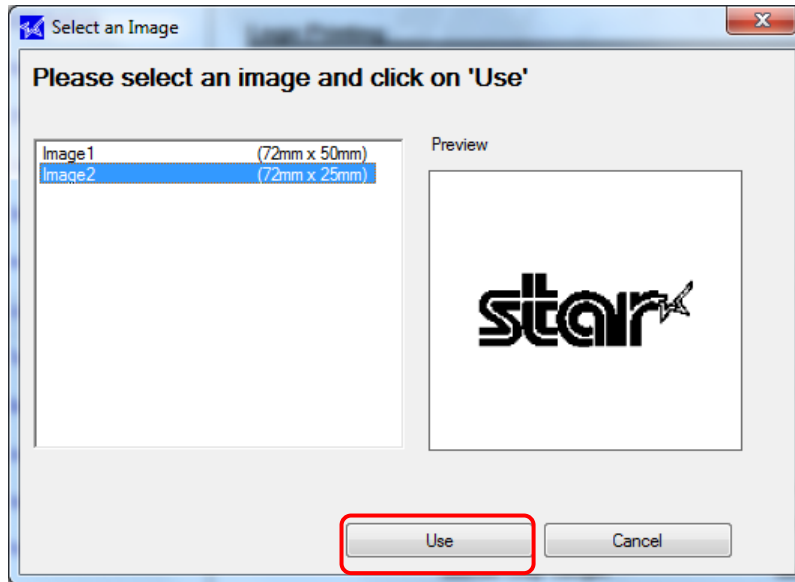 Select an Image
Please select an image and click on 'Use'
Image1 (72mm x 50mm)
Image2 (72mm x 25mm)
Preview
star
Use
Cancel